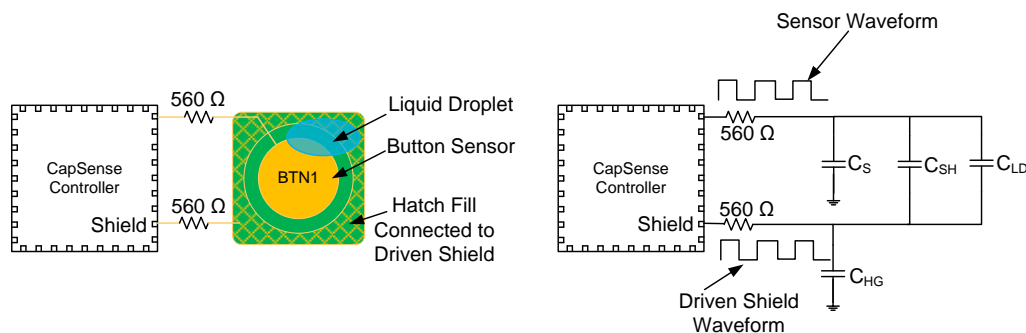 560 Ω
CapSense
Controller
Shield
560 Ω
BTN1
Liquid Droplet
Button Sensor
Hatch Fill
Connected to
Driven Shield
Sensor Waveform
560 Ω
CapSense
Controller
Shield
560 Ω
CS
CSH
CLD
CHG
Driven Shield
Waveform